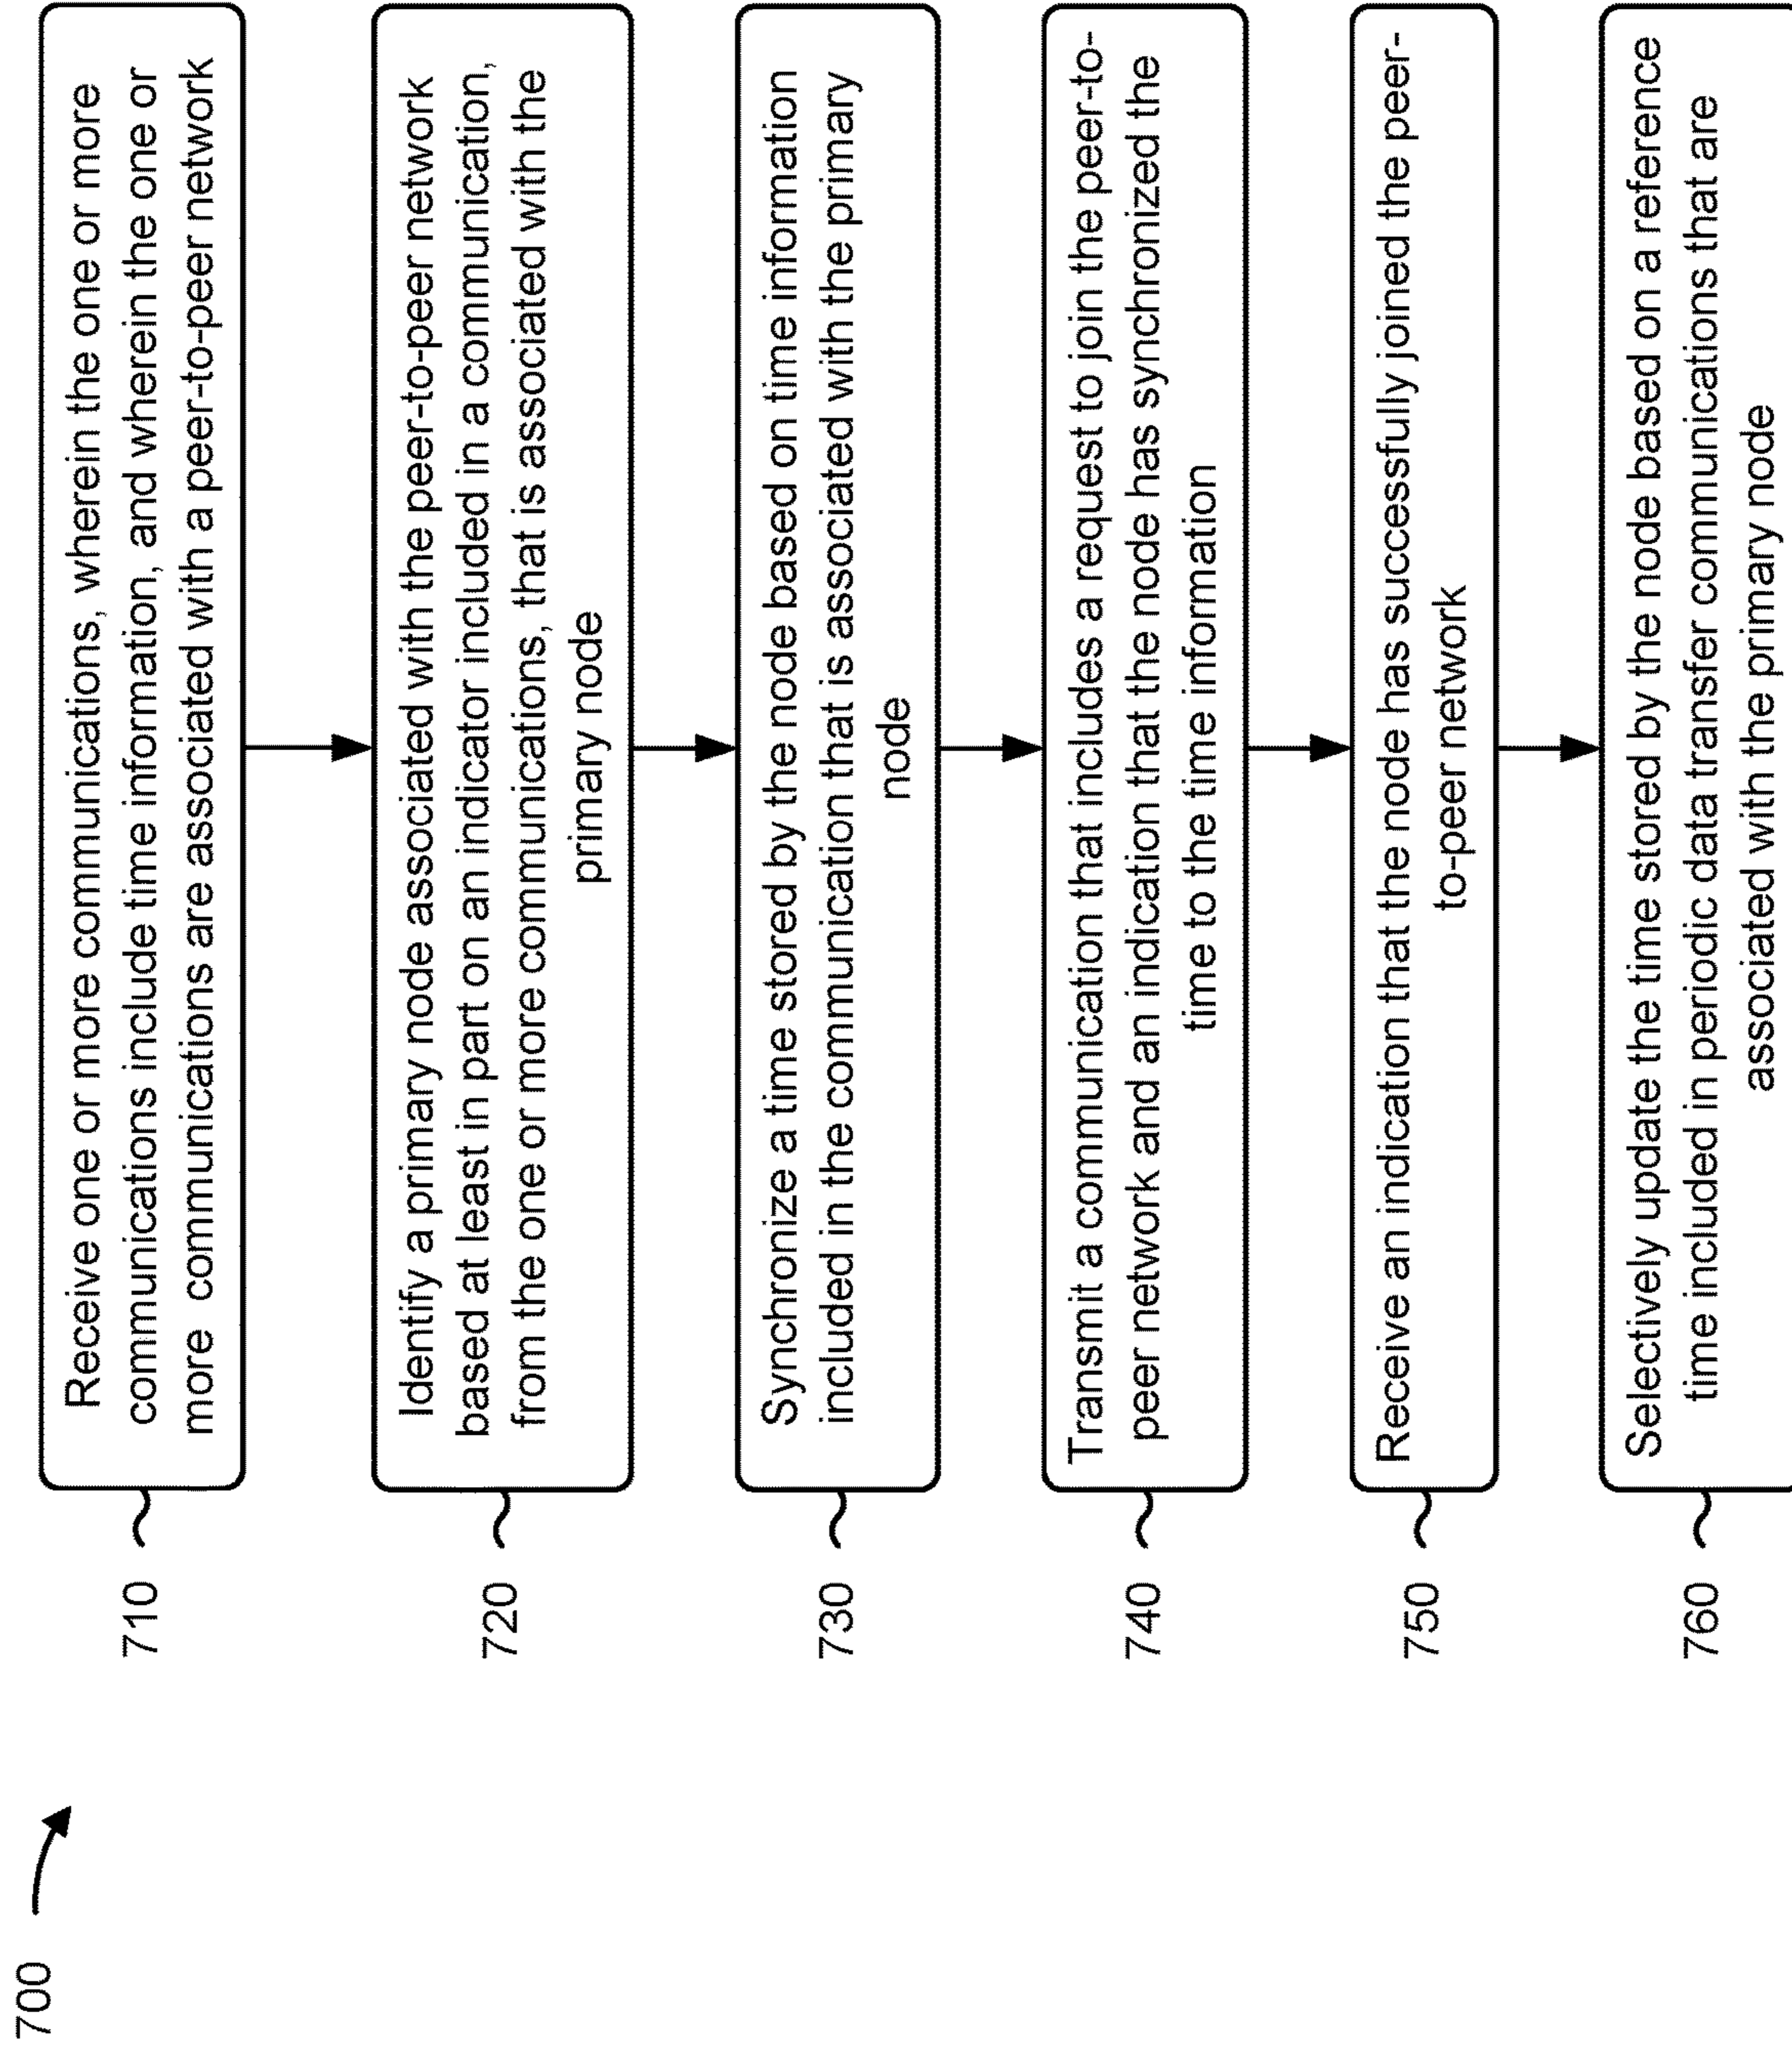 700
710
Receive one or more communications, wherein the one or more
communications include time information, and wherein the one or
more communications are associated with a peer-to-peer network
720
Identify a primary node associated with the peer-to-peer network
based at least in part on an indicator included in a communication,
from the one or more communications, that is associated with the
primary node
730
Synchronize a time stored by the node based on time information
included in the communication that is associated with the primary
node
740
Transmit a communication that includes a request to join the peer-to-
peer network and an indication that the node has synchronized the
time to the time information
750
Receive an indication that the node has successfully joined the peer-
to-peer network
760
Selectively update the time stored by the node based on a reference
time included in periodic data transfer communications that are
associated with the primary node